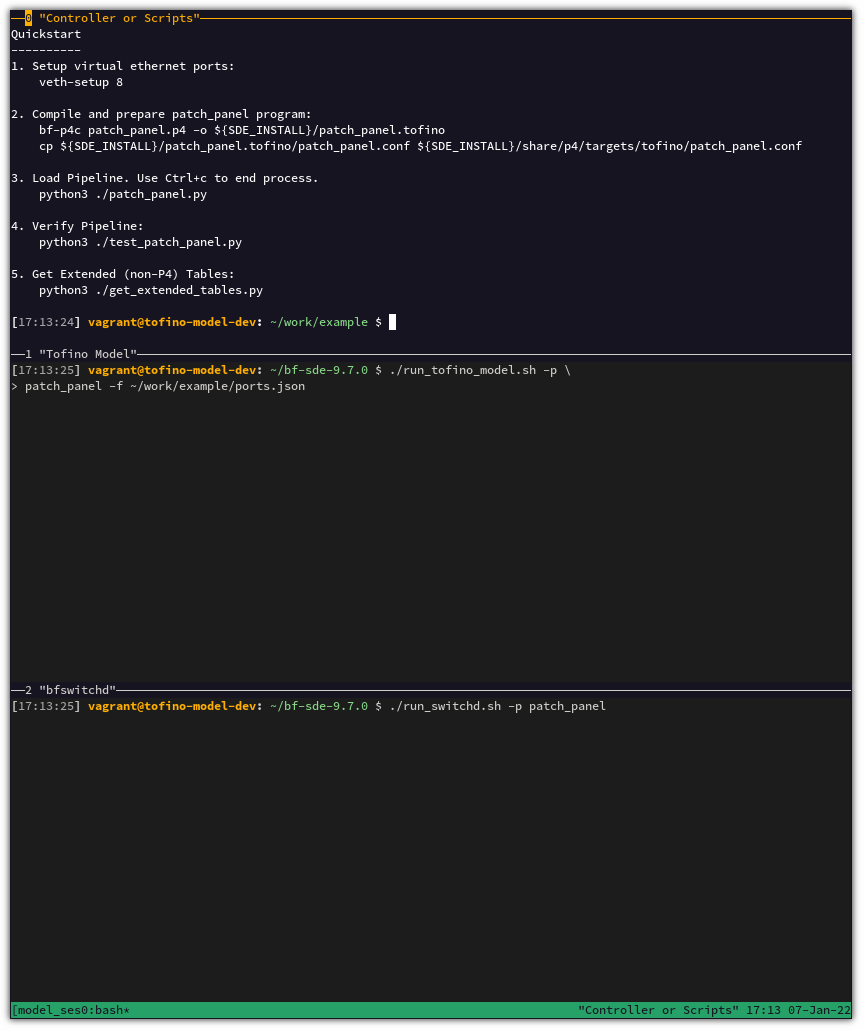 0 "Controller or Scripts"
Quickstart
----------
1. Setup virtual ethernet ports:
    veth-setup 8
2. Compile and prepare patch_panel program:
    bf-p4c patch_panel.p4 -o ${SDE_INSTALL}/patch_panel.tofino
    cp ${SDE_INSTALL}/patch_panel.tofino/patch_panel.conf ${SDE_INSTALL}/share/p4/targets/tofino/patch_panel.conf
3. Load Pipeline. Use Ctrl+c to end process.
    python3 ./patch_panel.py
4. Verify Pipeline:
    python3 ./test_patch_panel.py
5. Get Extended (non-P4) Tables:
    python3 ./get_extended_tables.py
[17:13:24] vagrant@tofino-model-dev: ~/work/example $
1 "Tofino Model"
[17:13:25] vagrant@tofino-model-dev: ~/bf-sde-9.7.0 $ ./run_tofino_model.sh -p \
> patch_panel -f ~/work/example/ports.json
2 "bfswitchd"
[17:13:25] vagrant@tofino-model-dev: ~/bf-sde-9.7.0 $ ./run_switchd.sh -p patch_panel
[model_ses0:bash* "Controller or Scripts" 17:13 07-Jan-22